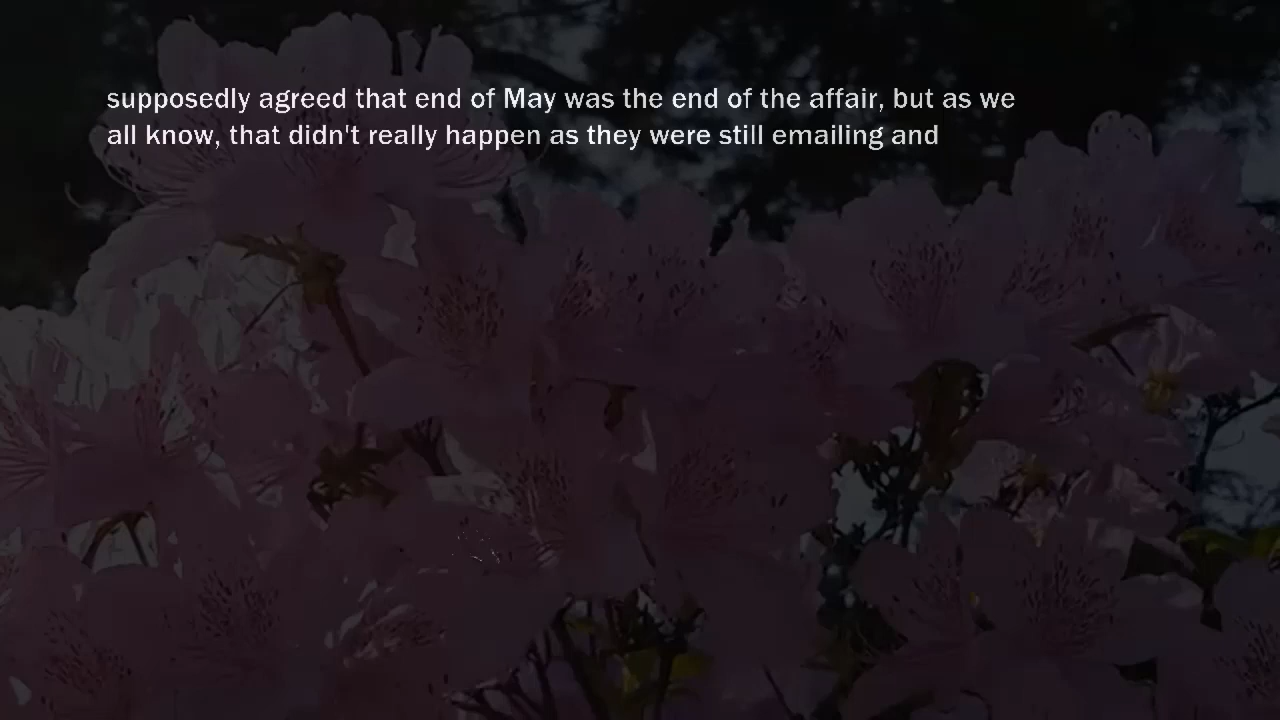 supposedly agreed that end of May was the end of the affair, but as we
all know, that didn't really happen as they were still emailing and